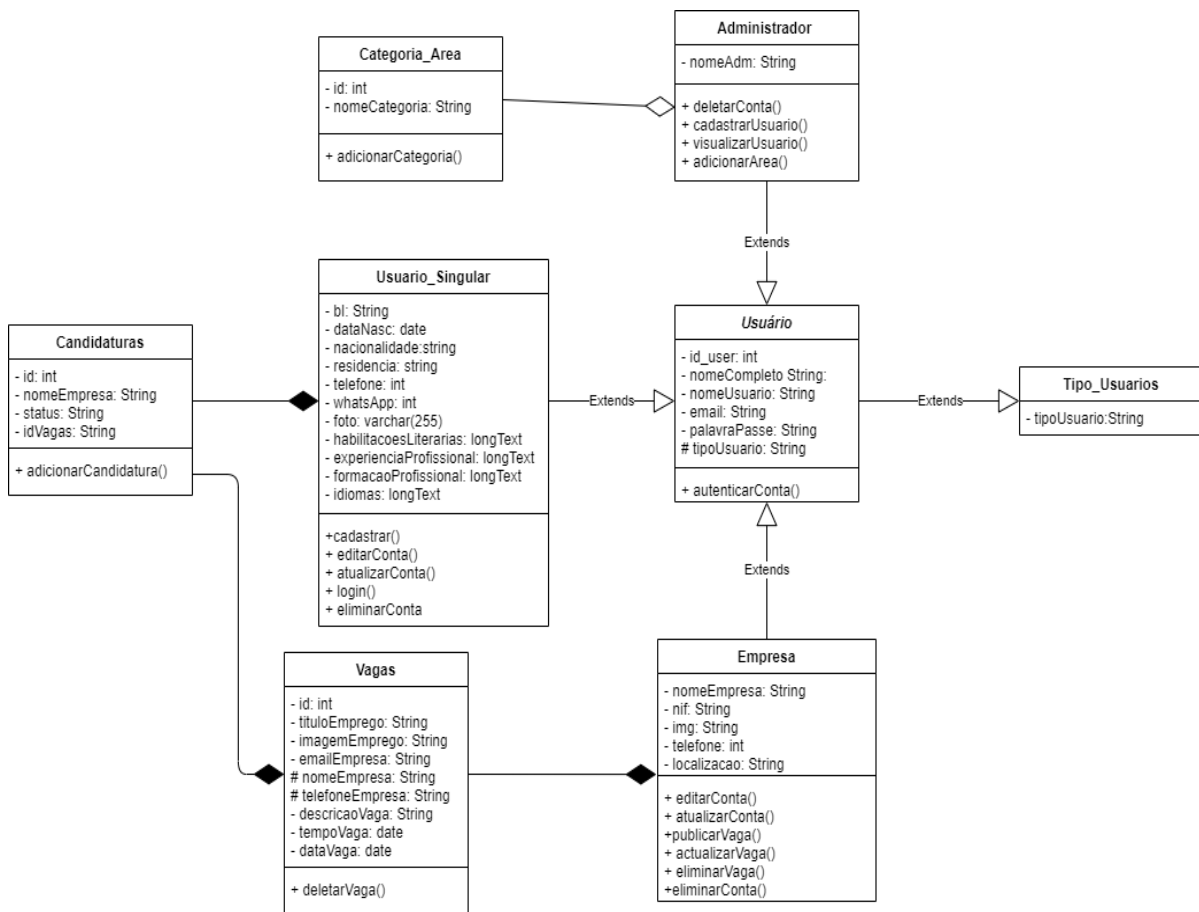 Categoria_Area
- id: int
- nomeCategoria: String
+ adicionarCategoria()
Administrador
- nomeAdm: String
+ deletarConta()
+ cadastrarUsuario()
+ visualizarUsuario()
+ adicionarArea()
Extends
Candidaturas
- id: int
- nomeEmpresa: String
- status: String
- idVagas: String
+ adicionarCandidatura()
Usuario_Singular
- bI: String
- dataNasc: date
- nacionalidade:string
- residencia: string
- telefone: int
- whatsApp: int
- foto: varchar(255)
- habilitacoesLiterarias: longText
- experienciaProfissional: longText
- formacaoProfissional: longText
- idiomas: longText
+cadastrar()
+ editarConta()
+ atualizarConta()
+ login()
+ eliminarConta
Extends
Usuário
- id_user: int
- nomeCompleto String:
- nomeUsuario: String
- email: String
- palavraPasse: String
# tipoUsuario: String
+ autenticarConta()
Extends
Tipo_Usuarios
- tipoUsuario:String
Extends
Vagas
- id: int
- tituloEmprego: String
- imagemEmprego: String
- emailEmpresa: String
# nomeEmpresa: String
# telefoneEmpresa: String
- descricaoVaga: String
- tempoVaga: date
- dataVaga: date
+ deletarVaga()
Empresa
- nomeEmpresa: String
- nif: String
- img: String
- telefone: int
- localizacao: String
+ editarConta()
+ atualizarConta()
+publicarVaga()
+ actualizarVaga()
+ eliminarVaga()
+eliminarConta()